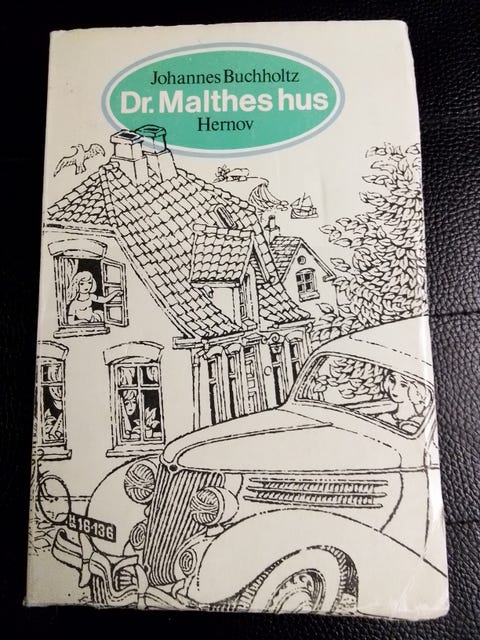 Johannes Buchholtz
Dr. Malthes hus
Hernov
16·136